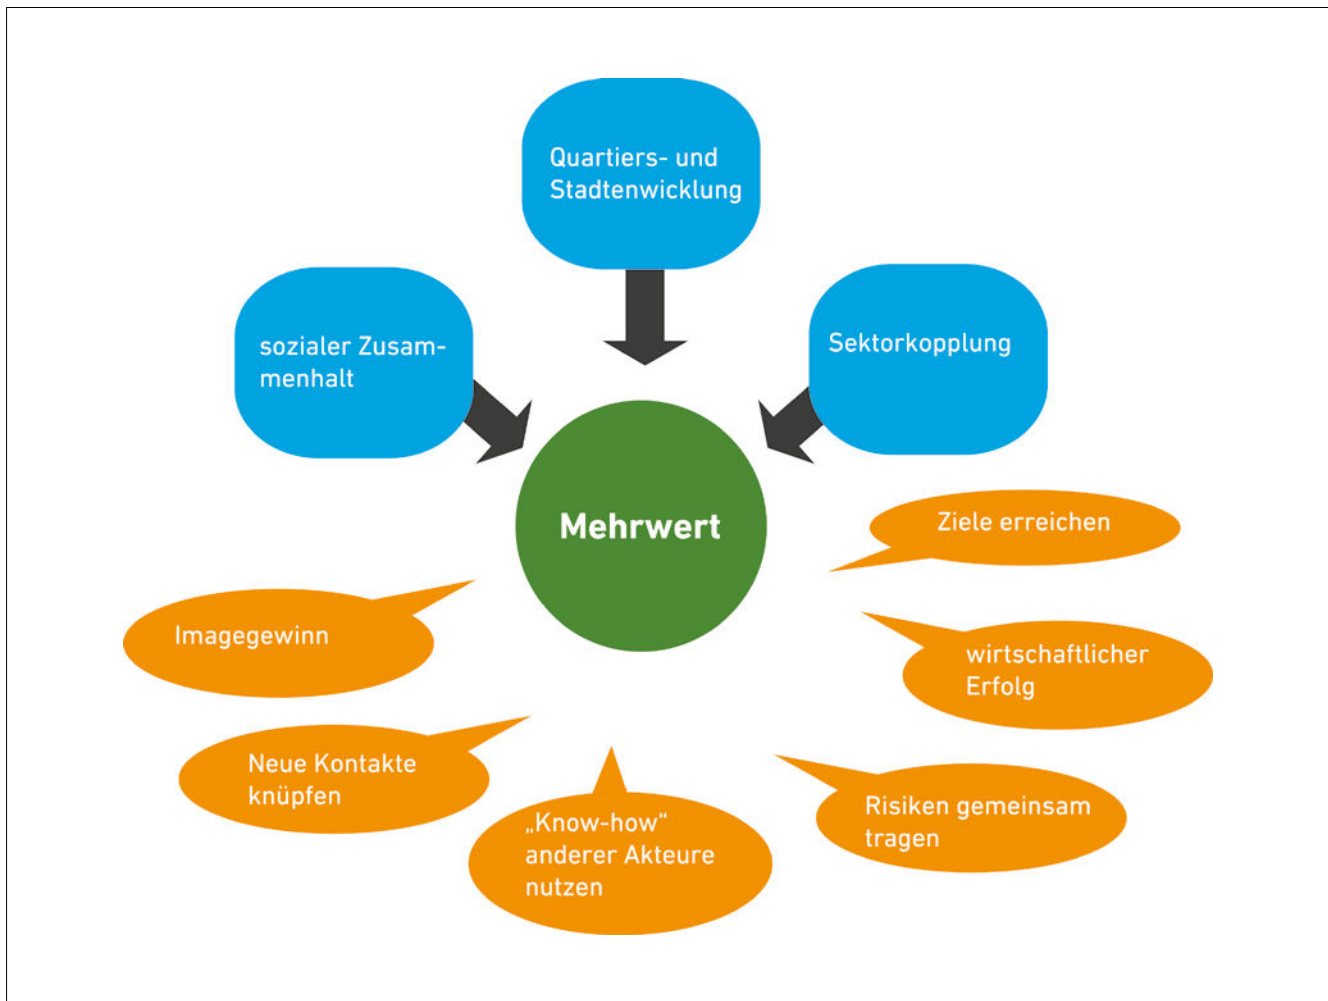 Quartiers- und
Stadtenwicklung
sozialer Zusam-
menhalt
Sektorkopplung
Mehrwert
Ziele erreichen
Imagegewinn
wirtschaftlicher
Erfolg
Neue Kontakte
knüpfen
„Know-how“
anderer Akteure
nutzen
Risiken gemeinsam
tragen